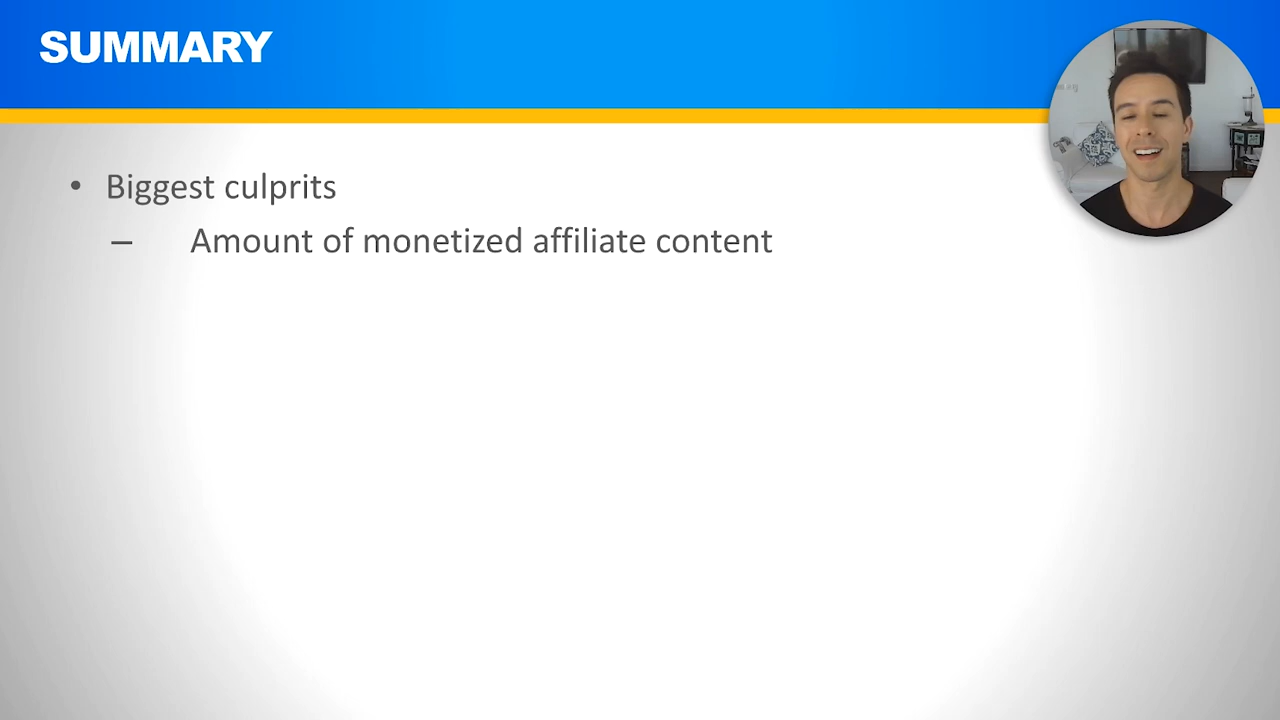 SUMMARY
• Biggest culprits
– Amount of monetized affiliate content